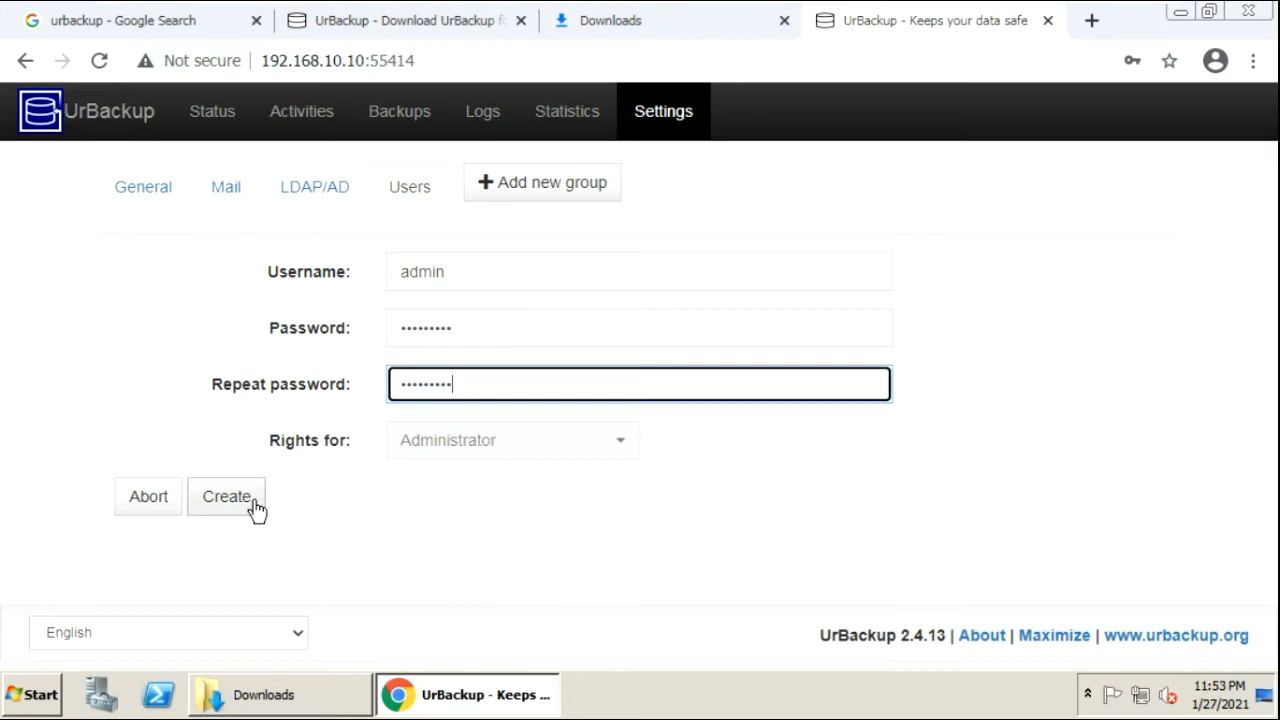 urbackup - Google Search
UrBackup - Download UrBackup fo
Downloads
UrBackup - Keeps your data safe
Not secure
192.168.10.10:55414
UrBackup
Status
Activities
Backups
Logs
Statistics
Settings
General
Mail
LDAP/AD
Users
Add new group
Username:
admin
Password:
•••••••••
Repeat password:
•••••••••
Rights for:
Administrator
Abort
Create
English
UrBackup 2.4.13 | About | Maximize | www.urbackup.org
Start
Downloads
UrBackup - Keeps ...
11:53 PM
1/27/2021